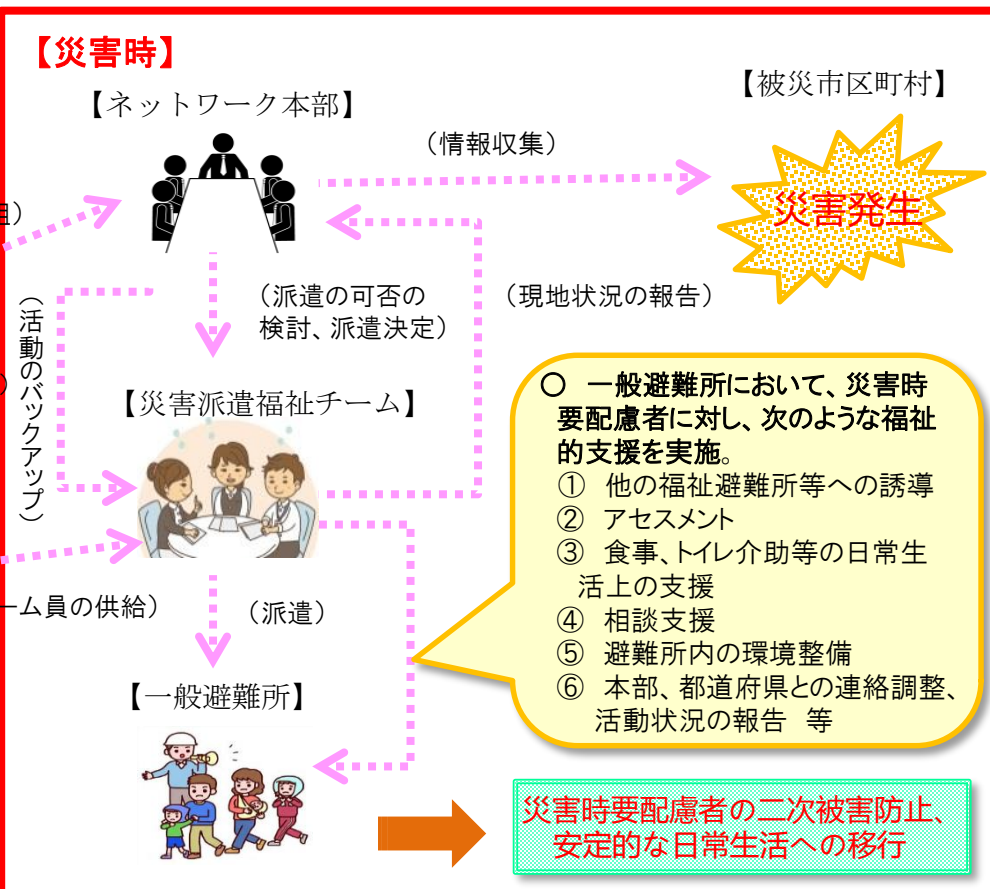 【災害時】
【ネットワーク本部】
【被災市区町村】
(情報収集)
災害発生
(活動のバックアップ)
(派遣の可否の
検討、派遣決定)
(現地状況の報告)
【災害派遣福祉チーム】
○ 一般避難所において、災害時
要配慮者に対し、次のような福祉
的支援を実施。
① 他の福祉避難所等への誘導
② アセスメント
③ 食事、トイレ介助等の日常生
活上の支援
④ 相談支援
⑤ 避難所内の環境整備
⑥ 本部、都道府県との連絡調整、
活動状況の報告 等
ーム員の供給)
(派遣)
【一般避難所】
災害時要配慮者の二次被害防止、
安定的な日常生活への移行